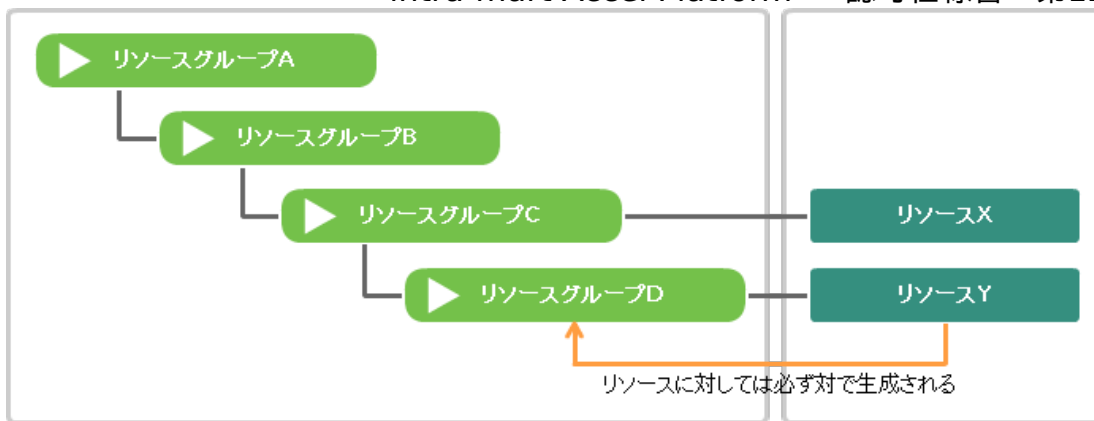 リソースグループA
リソースグループB
リソースグループC
リソースX
リソースグループD
リソースY
リソースに対しては必ず対で生成される